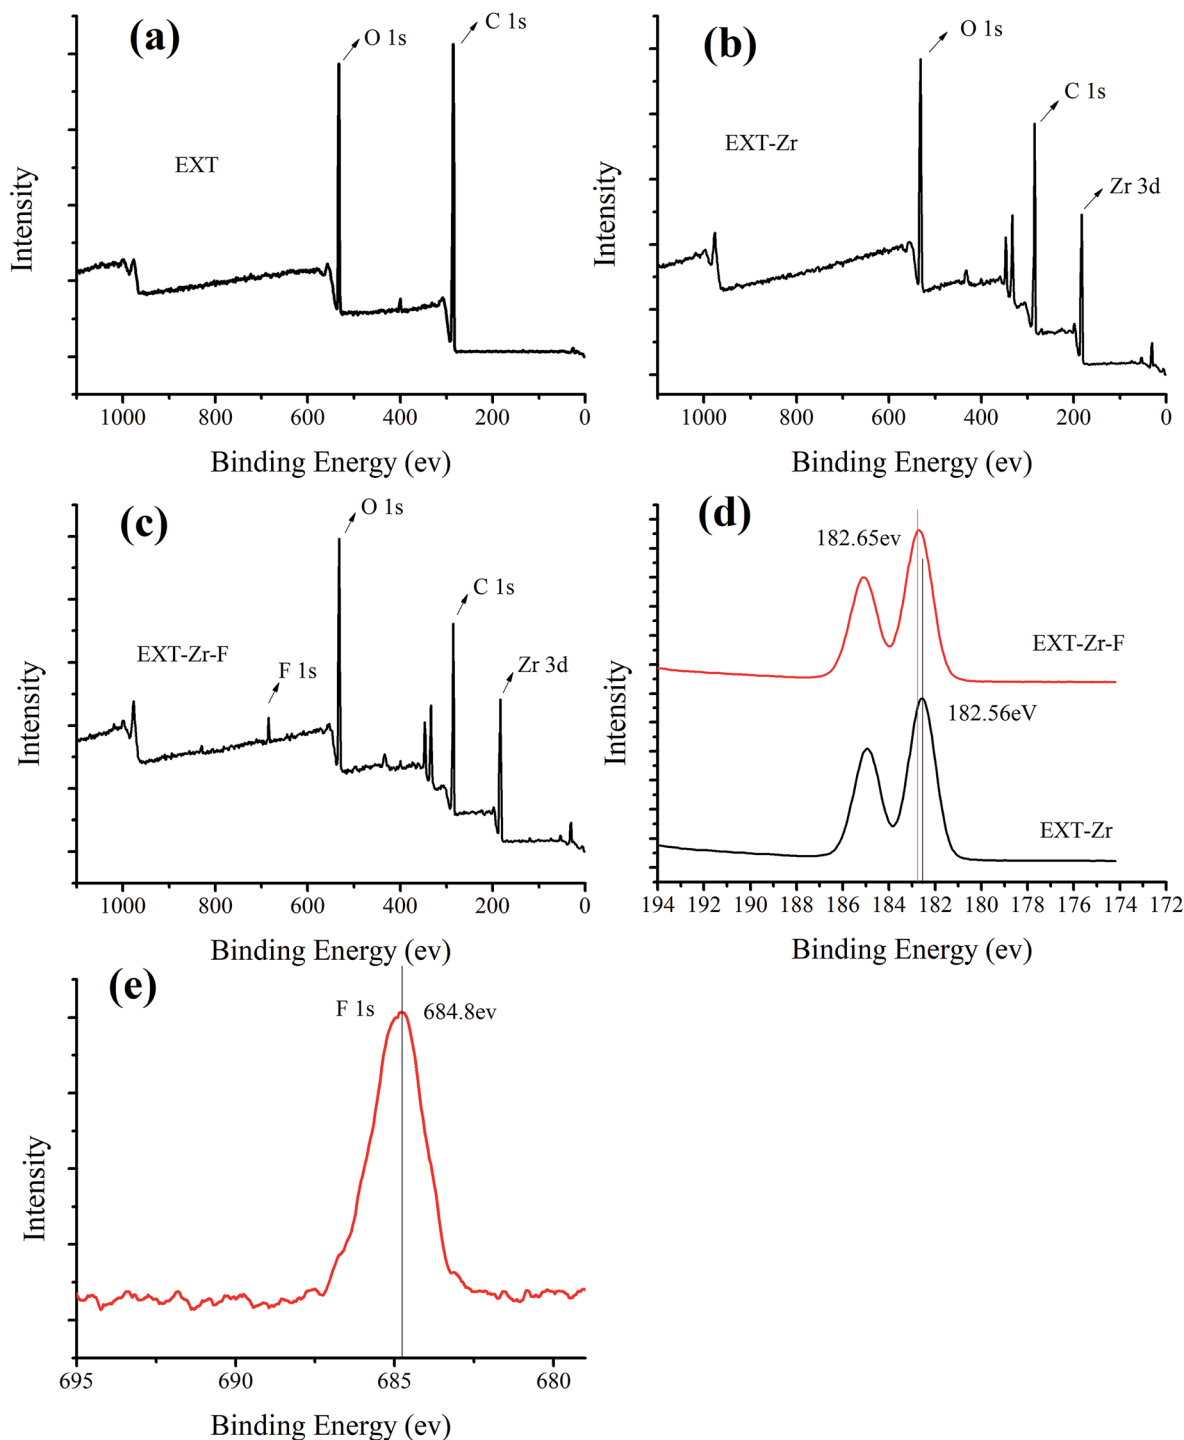 (a)
O 1s
C 1s
EXT
Intensity
1000 800 600 400 200 0
Binding Energy (ev)
(b)
O 1s
C 1s
EXT-Zr
Zr 3d
Intensity
1000 800 600 400 200 0
Binding Energy (ev)
(c)
O 1s
C 1s
EXT-Zr-F
F 1s
Zr 3d
Intensity
1000 800 600 400 200 0
Binding Energy (ev)
(d)
182.65ev
EXT-Zr-F
182.56eV
EXT-Zr
Intensity
194 192 190 188 186 184 182 180 178 176 174 172
Binding Energy (ev)
(e)
F 1s
684.8ev
Intensity
695 690 685 680
Binding Energy (ev)